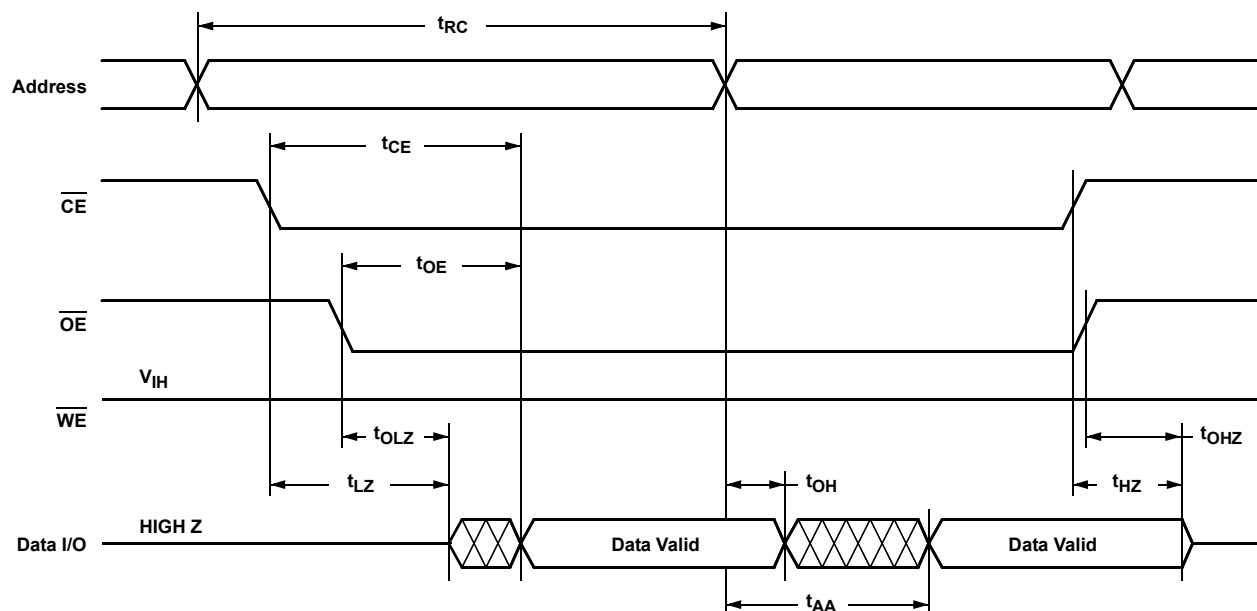 tRC
Address
tCE
CE
tOE
OE
VIH
WE
tOLZ
tOHZ
tLZ
tOH
tHZ
HIGH Z
Data I/O
Data Valid
Data Valid
tAA